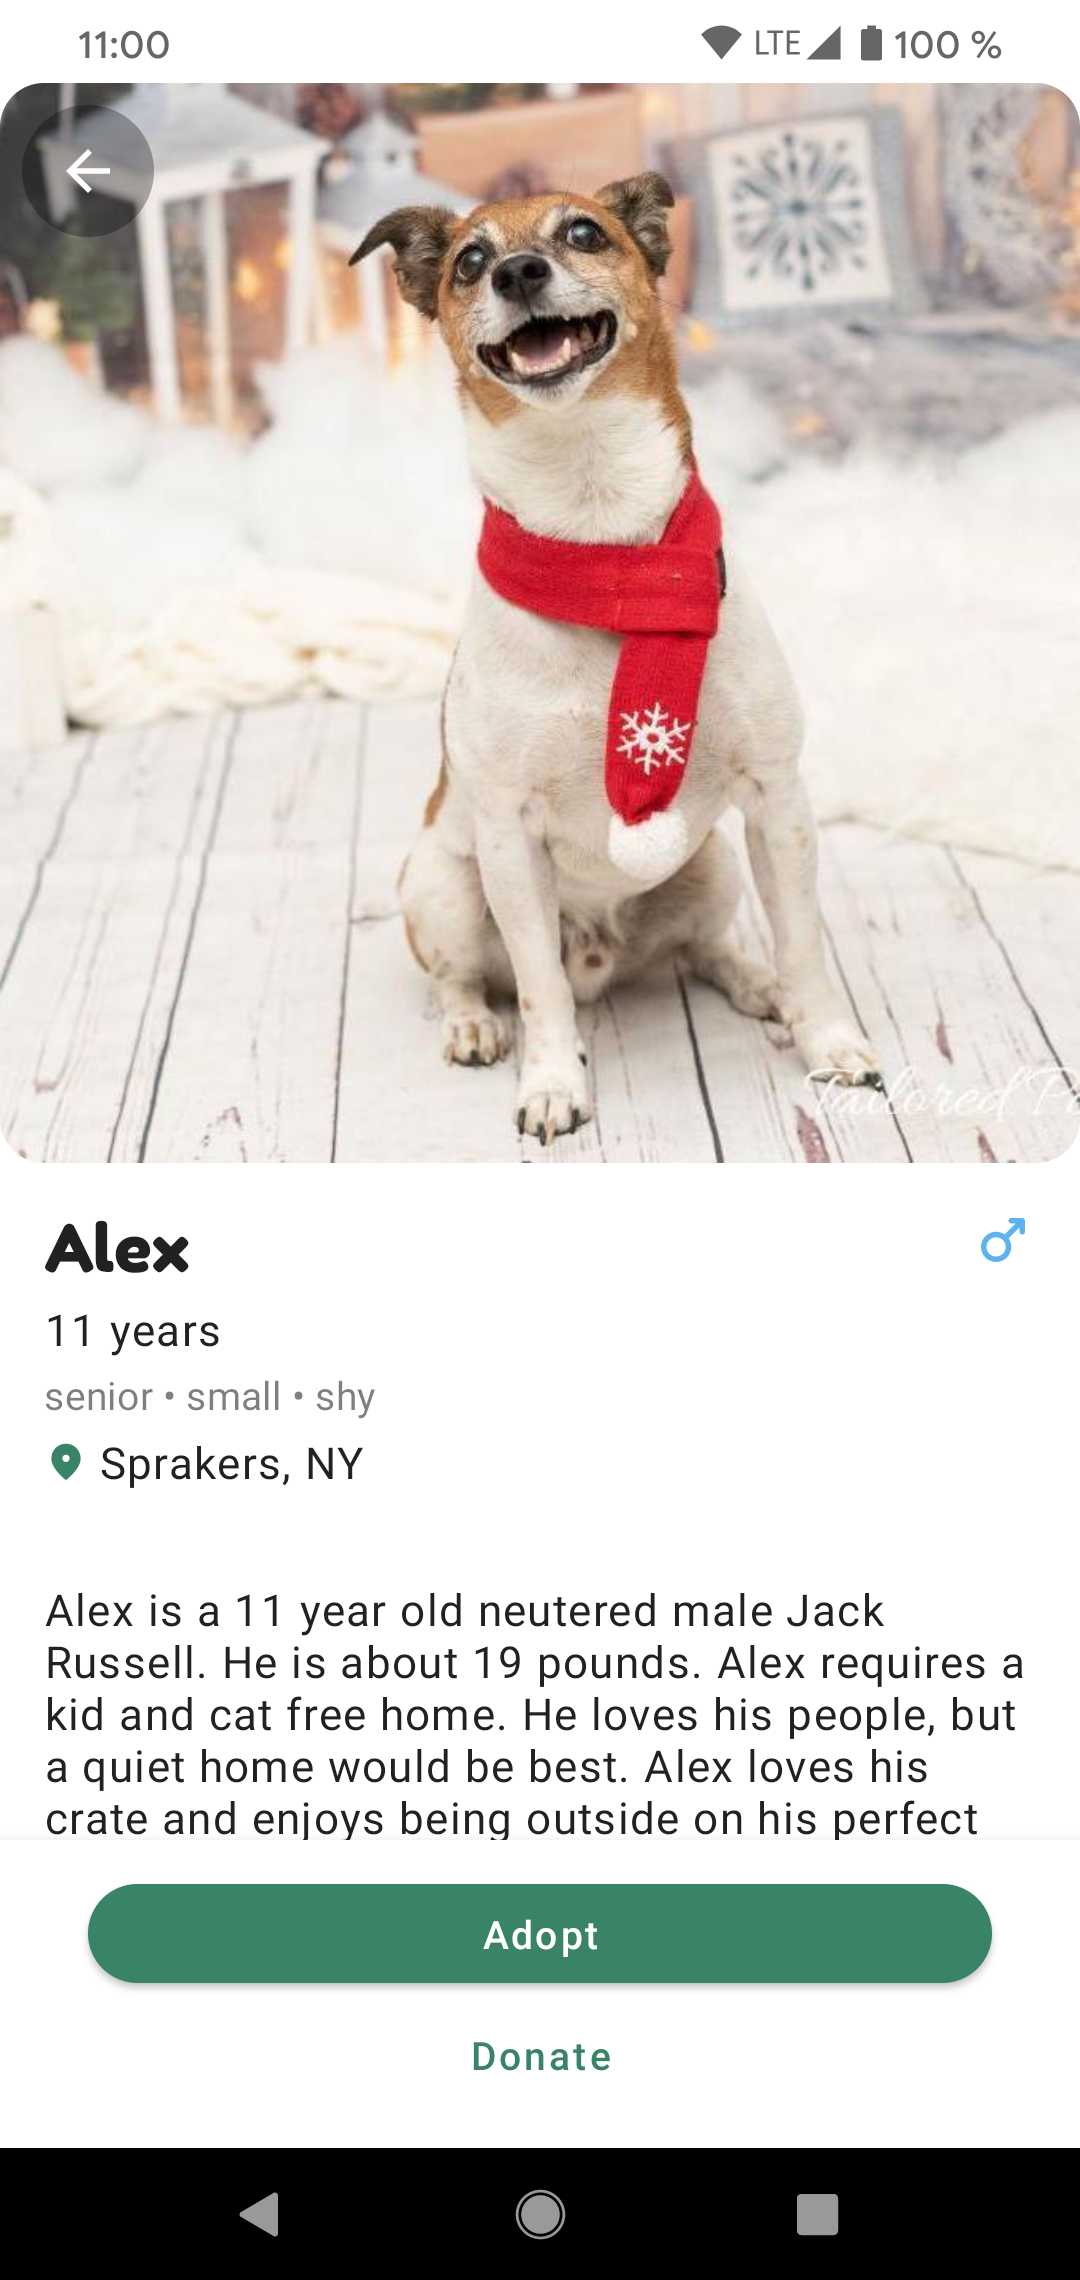 11:00 LTE 100 %
Tailored
Alex
11 years
senior • small • shy
Sprakers, NY
Alex is a 11 year old neutered male Jack
Russell. He is about 19 pounds. Alex requires a
kid and cat free home. He loves his people, but
a quiet home would be best. Alex loves his
crate and enjoys being outside on his perfect
Adopt
Donate